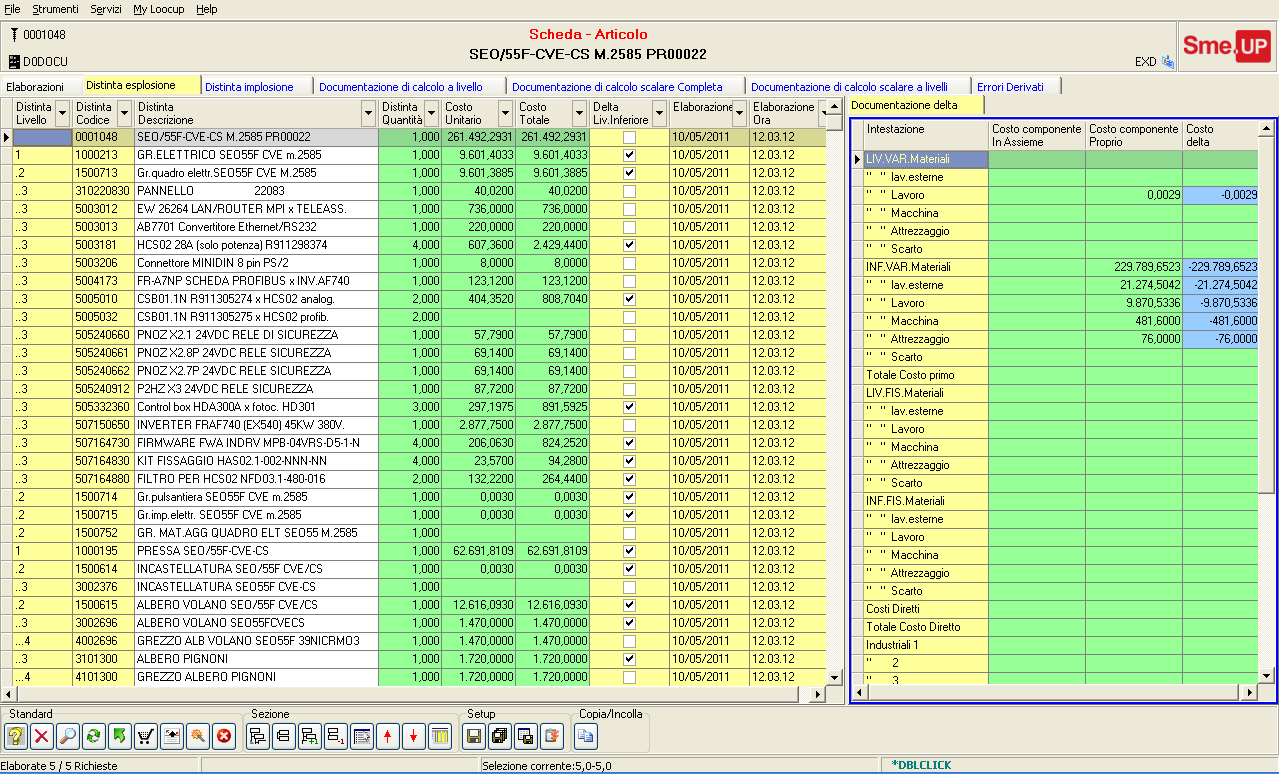 File Strumenti Servizi My Loocup Help
0001048
Scheda - Articolo
SEO/55F-CVE-CS M.2585 PR00022
D0DOCU
EXD
Sme.UP
Elaborazioni Distinta esplosione Distinta implosione Documentazione di calcolo a livello Documentazione di calcolo scalare Completa Documentazione di calcolo scalare a livelli Errori Derivati
Distinta Livello Distinta Codice Distinta Descrizione Distinta Quantità Costo Unitario Costo Totale Delta Liv.Inferiore Elaborazione Elaborazione Ora
0001048 SEO/55F-CVE-CS M.2585 PR00022 1,000 261.492,2931 261.492,2931 10/05/2011 12.03.12
1 1000213 GR.ELETTRICO SEO55F CVE m.2585 1,000 9.601,4033 9.601,4033 10/05/2011 12.03.12
.2 1500713 Gr.quadro elettr.SEO55F CVE m.2585 1,000 9.601,3885 9.601,3885 10/05/2011 12.03.12
..3 310220830 PANNELLO 22083 1,000 40,0200 40,0200 10/05/2011 12.03.12
..3 5003012 EW 26264 LAN/ROUTER MPI x TELEASS. 1,000 736,0000 736,0000 10/05/2011 12.03.12
..3 5003013 AB7701 Convertitore Ethernet/RS232 1,000 220,0000 220,0000 10/05/2011 12.03.12
..3 5003181 HCS02 28A (solo potenza) R911298374 4,000 607,3600 2.429,4400 10/05/2011 12.03.12
..3 5003206 Connettore MINIDIN 8 pin PS/2 1,000 8,0000 8,0000 10/05/2011 12.03.12
..3 5004173 FR-A7NP SCHEDA PROFIBUS x INV.AF740 1,000 123,1200 123,1200 10/05/2011 12.03.12
..3 5005010 CSB01.1N R911305274 x HCS02 analog. 2,000 404,3520 808,7040 10/05/2011 12.03.12
..3 5005032 CSB01.1N R911305275 x HCS02 profib. 2,000 10/05/2011 12.03.12
..3 505240660 PNOZ X2.1 24VDC RELE DI SICUREZZA 1,000 57,7900 57,7900 10/05/2011 12.03.12
..3 505240661 PNOZ X2.8P 24VDC RELE SICUREZZA 1,000 69,1400 69,1400 10/05/2011 12.03.12
..3 505240662 PNOZ X2.7P 24VDC RELE SICUREZZA 1,000 69,1400 69,1400 10/05/2011 12.03.12
..3 505240912 P2HZ X3 24VDC RELE SICUREZZA 1,000 87,7200 87,7200 10/05/2011 12.03.12
..3 505332360 Control box HDA300A x fotoc. HD301 3,000 297,1975 891,5925 10/05/2011 12.03.12
..3 507150650 INVERTER FRAF740 (EX540) 45KW 380V. 1,000 2.877,7500 2.877,7500 10/05/2011 12.03.12
..3 507164730 FIRMWARE FWA INDRV MPB-04VRS-D5-1-N 4,000 206,0630 824,2520 10/05/2011 12.03.12
..3 507164830 KIT FISSAGGIO HAS02.1-002-NNN-NN 4,000 23,5700 94,2800 10/05/2011 12.03.12
..3 507164880 FILTRO PER HCS02 NFD03.1-480-016 2,000 132,2200 264,4400 10/05/2011 12.03.12
.2 1500714 Gr.pulsantiera SEO55F CVE m.2585 1,000 0,0030 0,0030 10/05/2011 12.03.12
.2 1500715 Gr.imp.elettr. SEO55F CVE m.2585 1,000 0,0030 0,0030 10/05/2011 12.03.12
.2 1500752 GR. MAT.AGG QUADRO ELT SEO55 M.2585 1,000 10/05/2011 12.03.12
1 1000195 PRESSA SEO/55F-CVE-CS 1,000 62.691,8109 62.691,8109 10/05/2011 12.03.12
.2 1500614 INCASTELLATURA SEO/55F CVE/CS 1,000 0,0030 0,0030 10/05/2011 12.03.12
..3 3002376 INCASTELLATURA SEO55F CVE-CS 1,000 10/05/2011 12.03.12
.2 1500615 ALBERO VOLANO SEO/55F CVE/CS 1,000 12.616,0930 12.616,0930 10/05/2011 12.03.12
..3 3002696 ALBERO VOLANO SEO55FCVECS 1,000 1.470,0000 1.470,0000 10/05/2011 12.03.12
...4 4002696 GREZZO ALB VOLANO SEO55F 39NICRMO3 1,000 1.470,0000 1.470,0000 10/05/2011 12.03.12
..3 3101300 ALBERO PIGNONI 1,000 1.720,0000 1.720,0000 10/05/2011 12.03.12
...4 4101300 GREZZO ALBERO PIGNONI 1,000 1.720,0000 1.720,0000 10/05/2011 12.03.12
Documentazione delta
Intestazione Costo componente In Assieme Costo componente Proprio Costo delta
LIV.VAR.Materiali
" " lav.esterne
" " Lavoro 0,0029 -0,0029
" " Macchina
" " Attrezzaggio
" " Scarto
INF.VAR.Materiali 229.789,6523 -229.789,6523
" " lav.esterne 21.274,5042 -21.274,5042
" " Lavoro 9.870,5336 -9.870,5336
" " Macchina 481,6000 -481,6000
" " Attrezzaggio 76,0000 -76,0000
" " Scarto
Totale Costo primo
LIV.FIS.Materiali
" " lav.esterne
" " Lavoro
" " Macchina
" " Attrezzaggio
" " Scarto
INF.FIS.Materiali
" " lav.esterne
" " Lavoro
" " Macchina
" " Attrezzaggio
" " Scarto
Costi Diretti
Totale Costo Diretto
Industriali 1
" 2
" 3
Standard Sezione Setup Copia/Incolla
Elaborate 5 / 5 Richieste Selezione corrente:5,0-5,0 *DBLCLICK